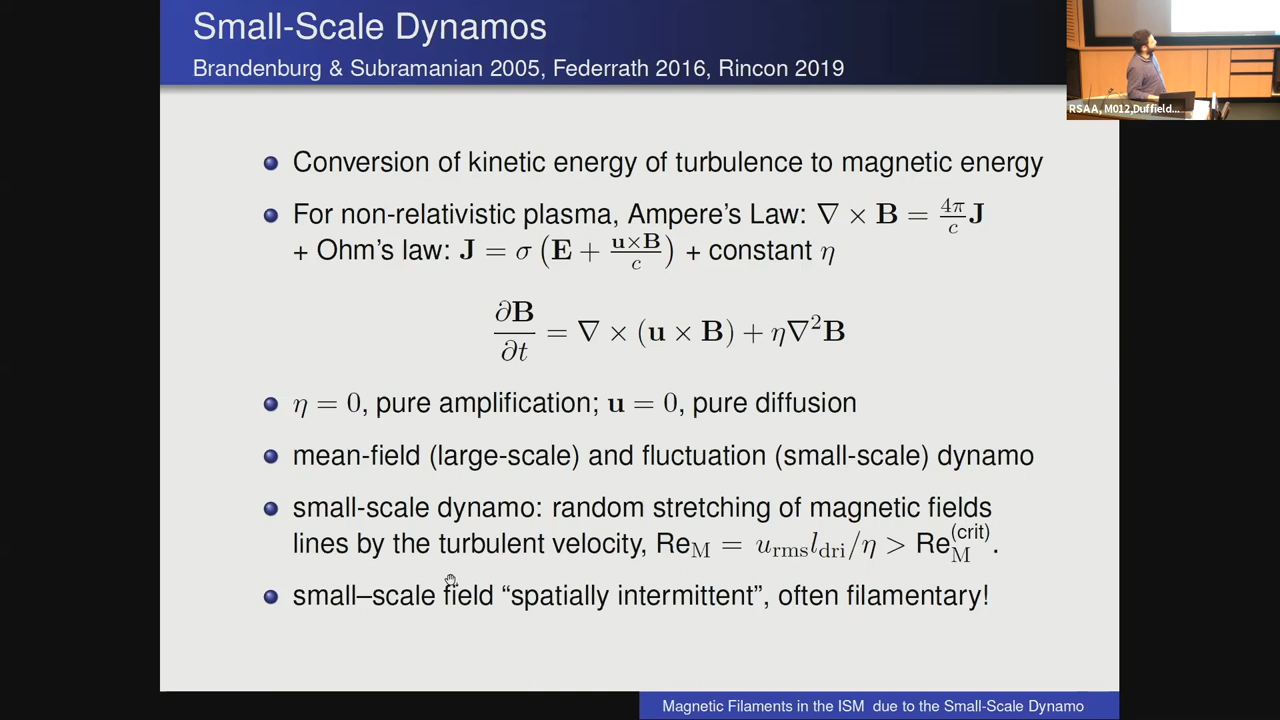 Small-Scale Dynamos
Brandenburg & Subramanian 2005, Federrath 2016, Rincon 2019
RSAA, M012,Duffield...
Conversion of kinetic energy of turbulence to magnetic energy
For non-relativistic plasma, Ampere's Law: ∇ × B = 4π/c J
+ Ohm's law: J = σ (E + u×B/c) + constant η
∂B/∂t = ∇ × (u × B) + η∇²B
η = 0, pure amplification; u = 0, pure diffusion
mean-field (large-scale) and fluctuation (small-scale) dynamo
small-scale dynamo: random stretching of magnetic fields
lines by the turbulent velocity, Re_M = u_rms l_dri/η > Re_M^(crit).
small–scale field “spatially intermittent”, often filamentary!
Magnetic Filaments in the ISM due to the Small-Scale Dynamo